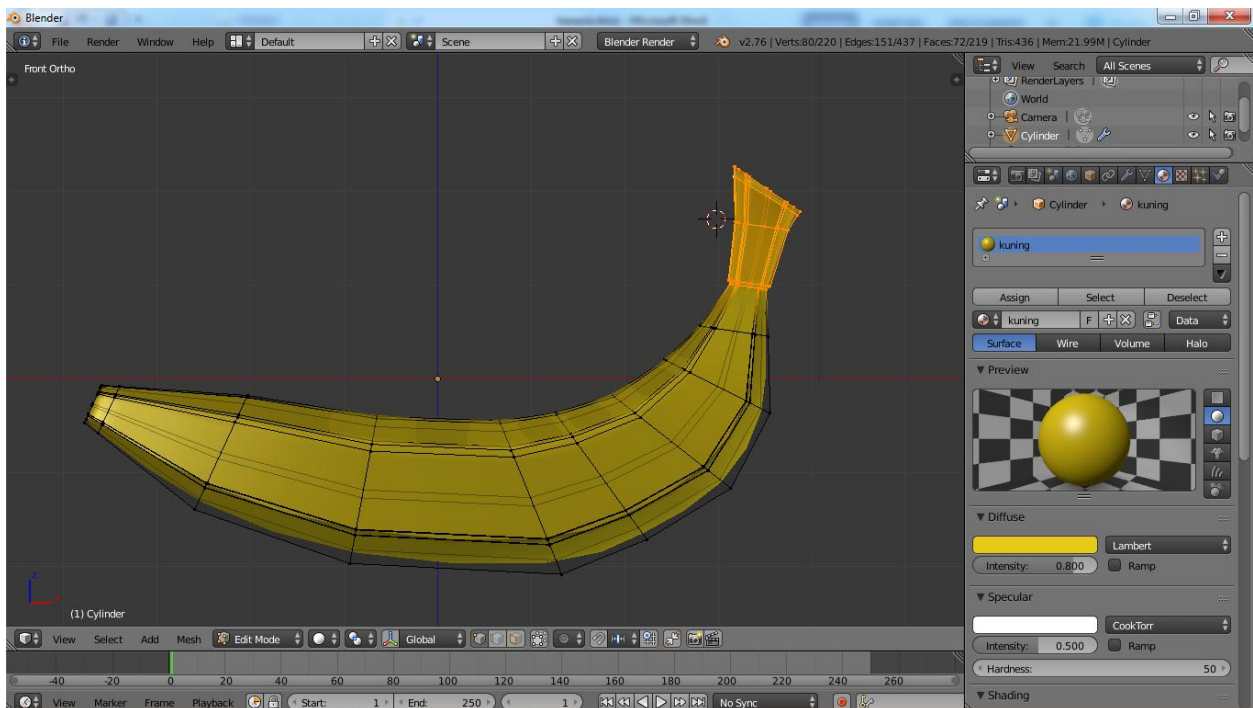 Blender
File Render Window Help Default Scene Blender Render v2.76 | Verts:80/220 | Edges:151/437 | Faces:72/219 | Tris:436 | Mem:21.99M | Cylinder
Front Ortho
View Search All Scenes
RenderLayers |
World
Camera |
Cylinder |
Cylinder kuning
kuning
Assign Select Deselect
kuning F Data
Surface Wire Volume Halo
Preview
Diffuse
Lambert
Intensity: 0.800 Ramp
Specular
CookTorr
Intensity: 0.500 Ramp
Hardness: 50
Shading
z
(1) Cylinder
View Select Add Mesh Edit Mode Global
-40 -20 0 20 40 60 80 100 120 140 160 180 200 220 240 260
View Marker Frame Playback Start: 1 End: 250 1 No Sync